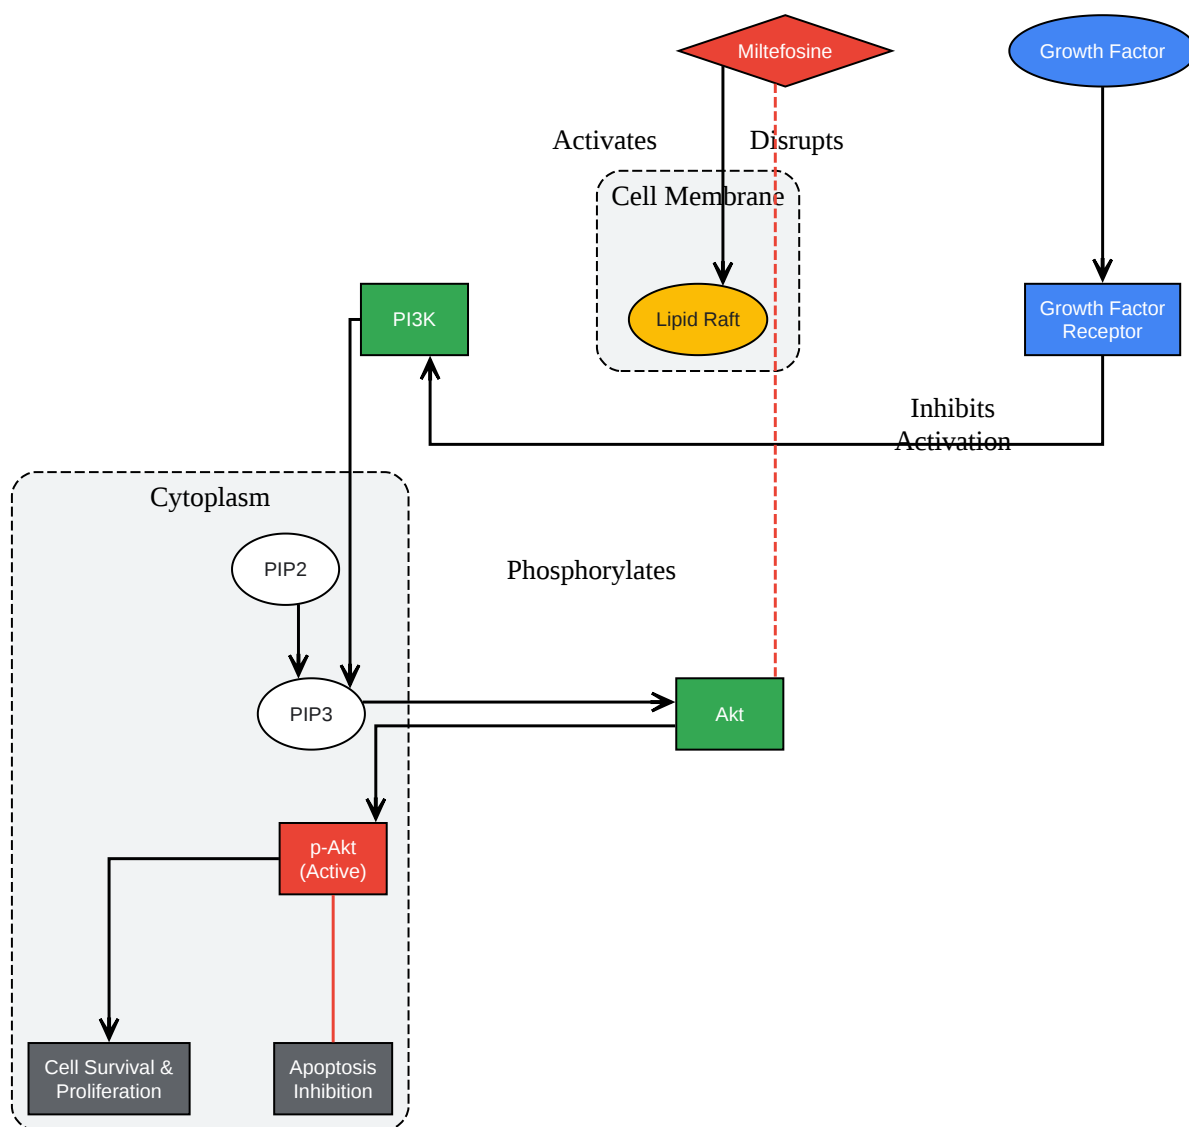 Miltefosine
Growth Factor
Activates
Disrupts
Cell Membrane
PI3K
Lipid Raft
Growth Factor
Receptor
Inhibits
Activation
Cytoplasm
PIP2
Phosphorylates
PIP3
Akt
p-Akt
(Active)
Cell Survival &
Proliferation
Apoptosis
Inhibition